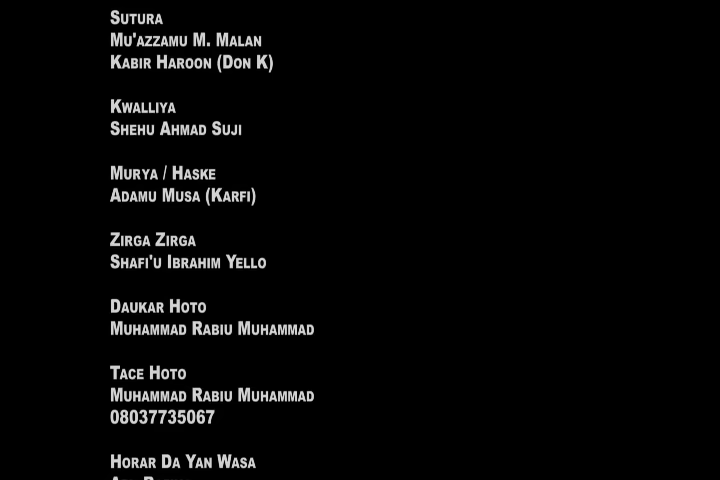 Sutura
Mu'azzamu M. Malan
Kabir Haroon (Don K)
Kwalliya
Shehu Ahmad Suji
Murya / Haske
Adamu Musa (Karfi)
Zirga Zirga
Shafi'u Ibrahim Yello
Daukar Hoto
Muhammad Rabiu Muhammad
Tace Hoto
Muhammad Rabiu Muhammad
08037735067
Horar Da Yan Wasa